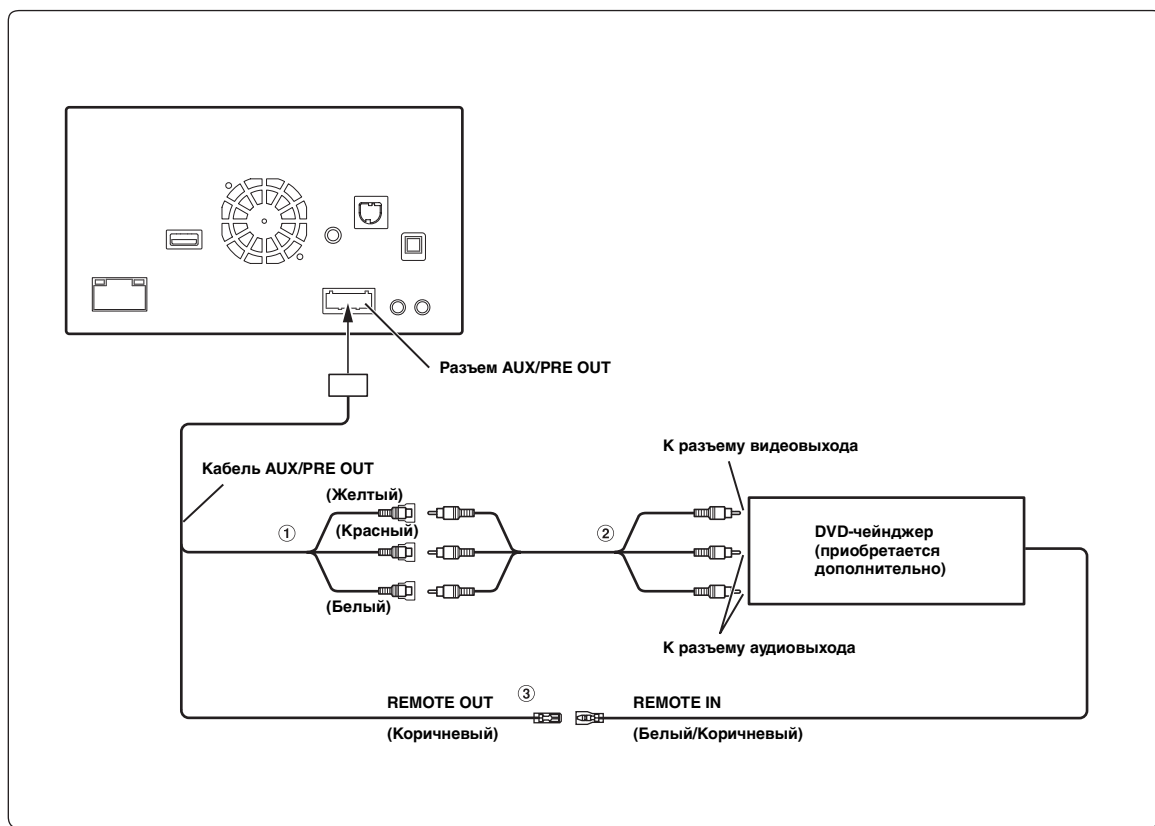 Разъем AUX/PRE OUT
К разъему видеовыхода
Кабель AUX/PRE OUT
(Желтый)
(Красный)
①
②
DVD-чейнджер
(приобретается
дополнительно)
(Белый)
К разъему аудиовыхода
REMOTE OUT
③
REMOTE IN
(Коричневый)
(Белый/Коричневый)